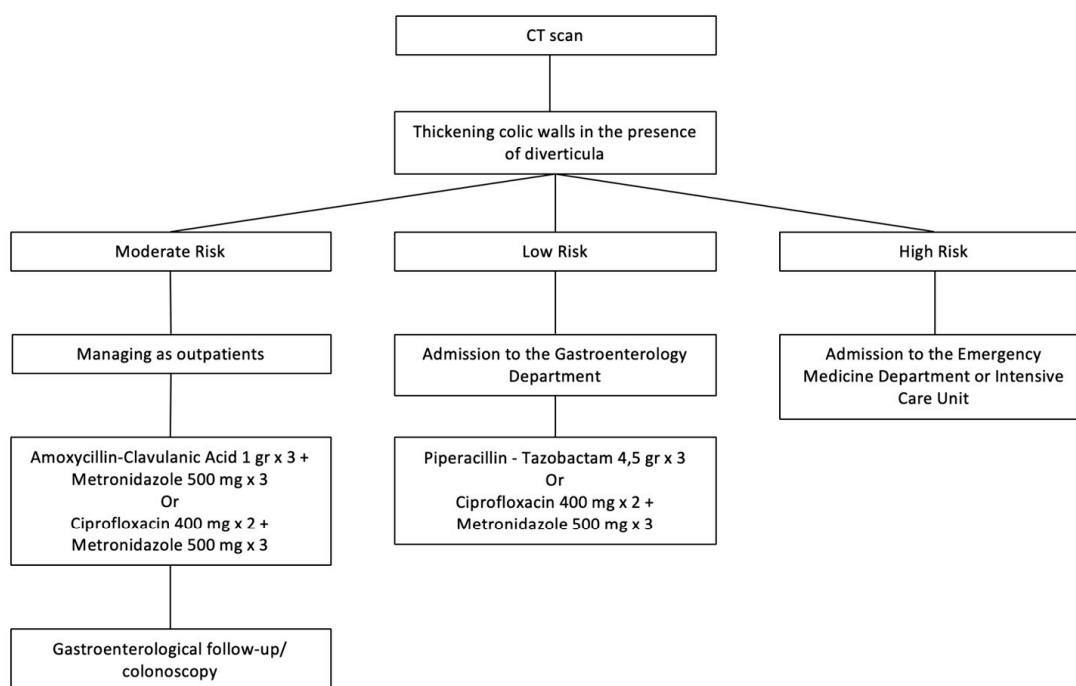 CT scan
Thickening colic walls in the presence
of diverticula
Moderate Risk
Low Risk
High Risk
Managing as outpatients
Admission to the Gastroenterology
Department
Admission to the Emergency
Medicine Department or Intensive
Care Unit
Amoxycillin-Clavulanic Acid 1 gr x 3 +
Metronidazole 500 mg x 3
Or
Ciprofloxacin 400 mg x 2 +
Metronidazole 500 mg x 3
Piperacillin - Tazobactam 4,5 gr x 3
Or
Ciprofloxacin 400 mg x 2 +
Metronidazole 500 mg x 3
Gastroenterological follow-up/
colonoscopy